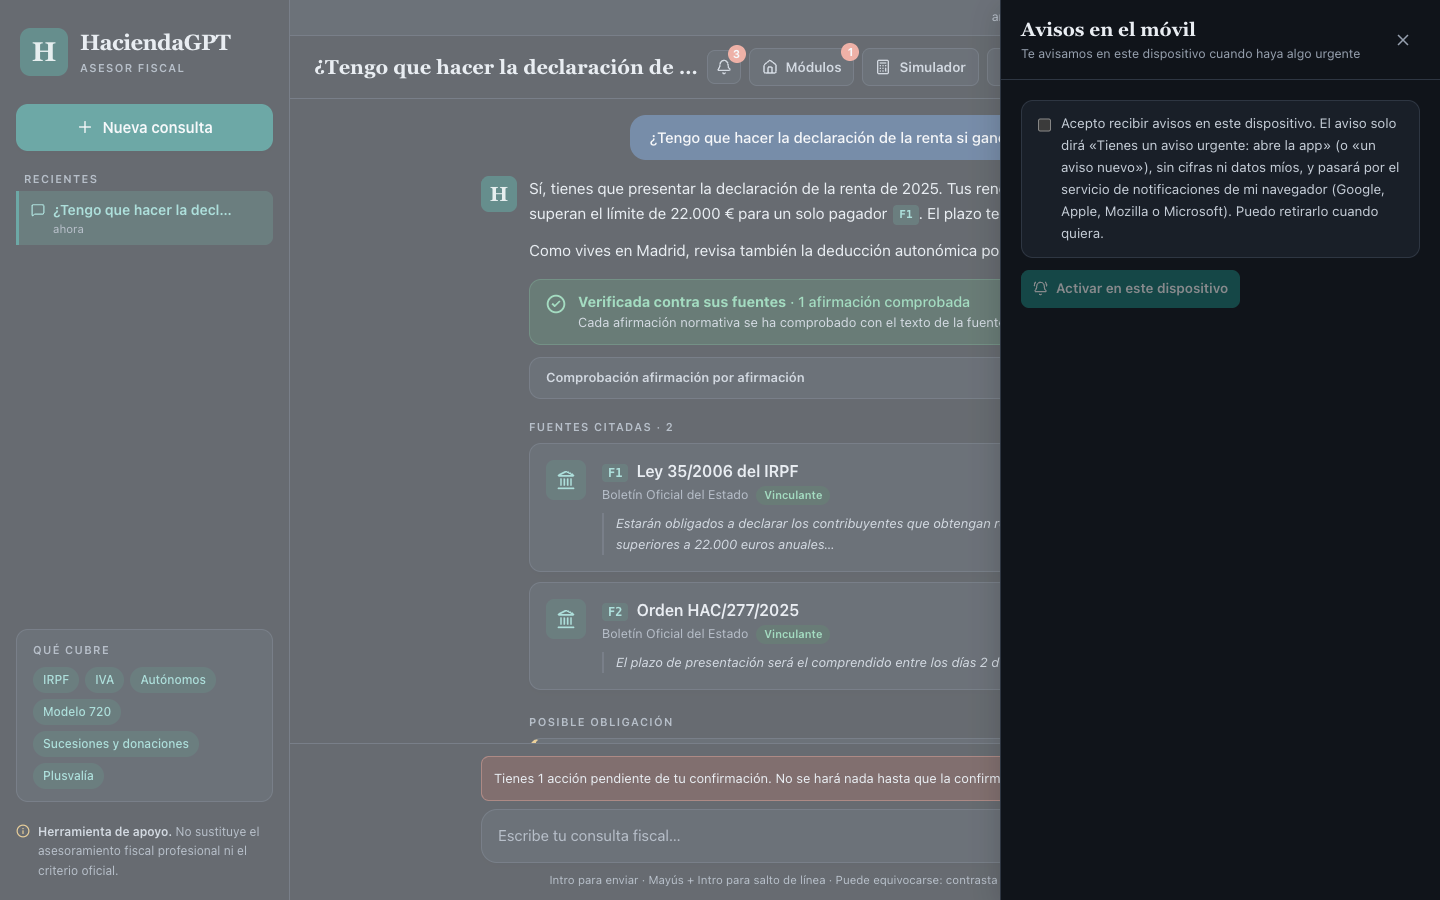 H
HaciendaGPT
ASESOR FISCAL
Nueva consulta
RECIENTES
¿Tengo que hacer la decl...
ahora
QUÉ CUBRE
IRPF
IVA
Autónomos
Modelo 720
Sucesiones y donaciones
Plusvalía
Herramienta de apoyo. No sustituye el
asesoramiento fiscal profesional ni el
criterio oficial.
¿Tengo que hacer la declaración de ...
3
Módulos
1
Simulador
¿Tengo que hacer la declaración de la renta si
H
Sí, tienes que presentar la declaración de la renta de 2025. Tus
superan el límite de 22.000 € para un solo pagador F1. El plazo
Como vives en Madrid, revisa también la deducción autonómica
Verificada contra sus fuentes · 1 afirmación comprobada
Cada afirmación normativa se ha comprobado con el texto de la
Comprobación afirmación por afirmación
FUENTES CITADAS · 2
F1 Ley 35/2006 del IRPF
Boletín Oficial del Estado Vinculante
Estarán obligados a declarar los contribuyentes que obtengan
superiores a 22.000 euros anuales...
F2 Orden HAC/277/2025
Boletín Oficial del Estado Vinculante
El plazo de presentación será el comprendido entre los días 2
POSIBLE OBLIGACIÓN
Tienes 1 acción pendiente de tu confirmación. No se hará nada hasta que la
Escribe tu consulta fiscal...
Intro para enviar · Mayús + Intro para salto de línea · Puede equivocarse: contrasta
Avisos en el móvil
Te avisamos en este dispositivo cuando haya algo urgente
Acepto recibir avisos en este dispositivo. El aviso solo
dirá «Tienes un aviso urgente: abre la app» (o «un
aviso nuevo»), sin cifras ni datos míos, y pasará por el
servicio de notificaciones de mi navegador (Google,
Apple, Mozilla o Microsoft). Puedo retirarlo cuando
quiera.
Activar en este dispositivo